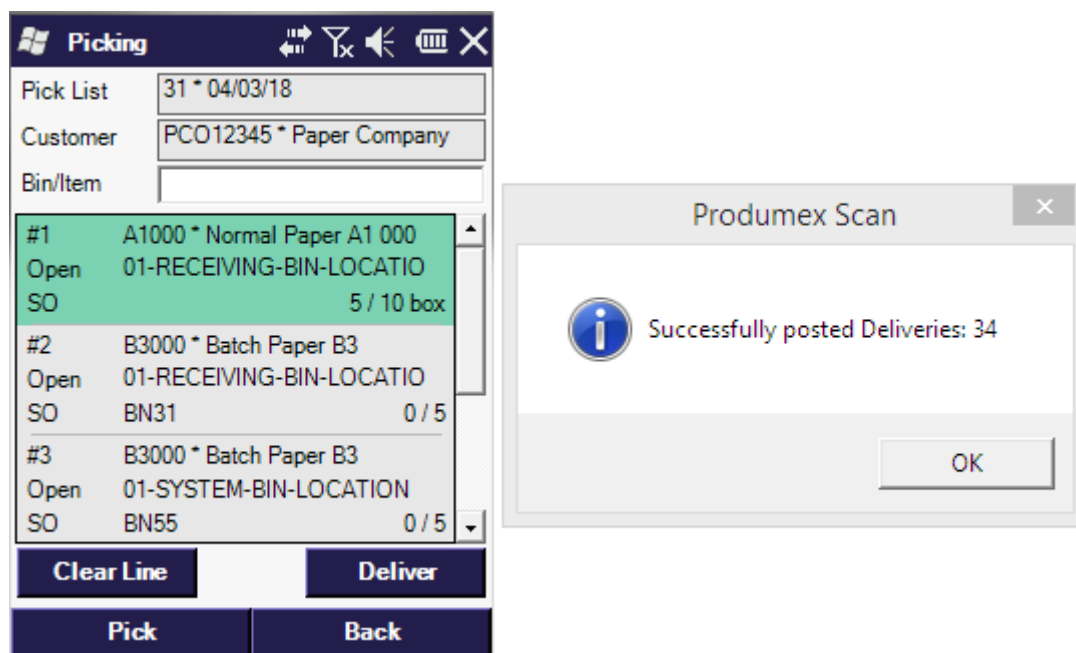 Picking
Pick List 31 * 04/03/18
Customer PCO12345 * Paper Company
Bin/Item
#1 A1000 * Normal Paper A1 000
Open 01-RECEIVING-BIN-LOCATIO
SO 5 / 10 box
#2 B3000 * Batch Paper B3
Open 01-RECEIVING-BIN-LOCATIO
SO BN31 0 / 5
#3 B3000 * Batch Paper B3
Open 01-SYSTEM-BIN-LOCATION
SO BN55 0 / 5
Clear Line Deliver
Pick Back
Produmex Scan
Successfully posted Deliveries: 34
OK